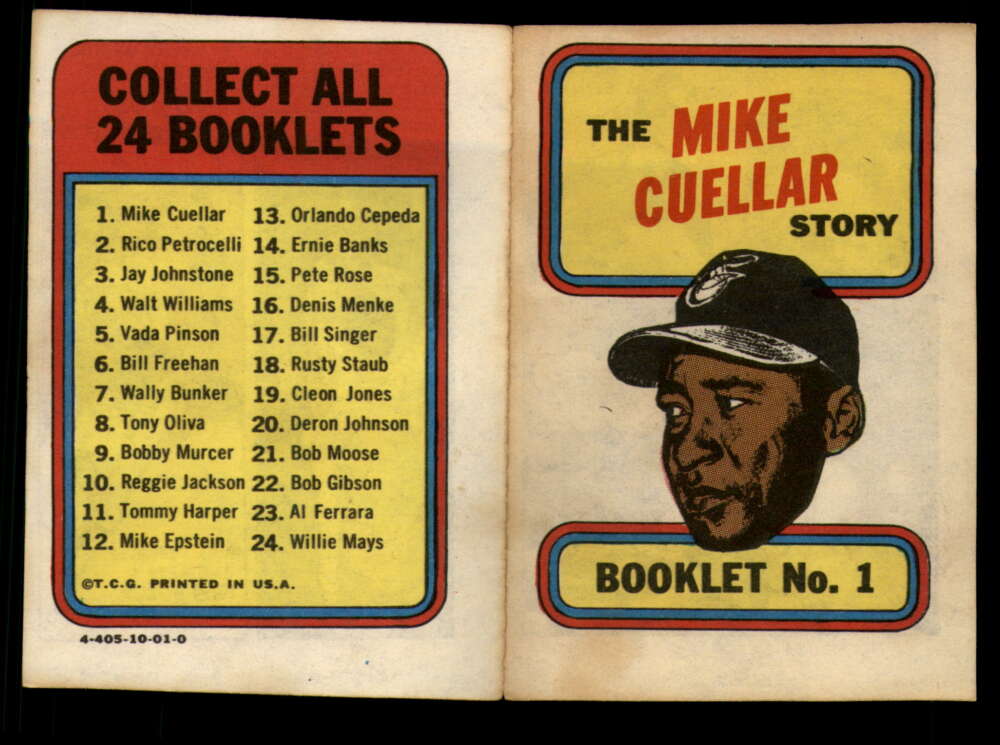 COLLECT ALL
24 BOOKLETS
1. Mike Cuellar
2. Rico Petrocelli
3. Jay Johnstone
4. Walt Williams
5. Vada Pinson
6. Bill Freehan
7. Wally Bunker
8. Tony Oliva
9. Bobby Murcer
10. Reggie Jackson
11. Tommy Harper
12. Mike Epstein
13. Orlando Cepeda
14. Ernie Banks
15. Pete Rose
16. Denis Menke
17. Bill Singer
18. Rusty Staub
19. Cleon Jones
20. Deron Johnson
21. Bob Moose
22. Bob Gibson
23. Al Ferrara
24. Willie Mays
©T.C.G. PRINTED IN U.S.A.
4-405-10-01-0
THE MIKE
CUELLAR
STORY
BOOKLET No. 1